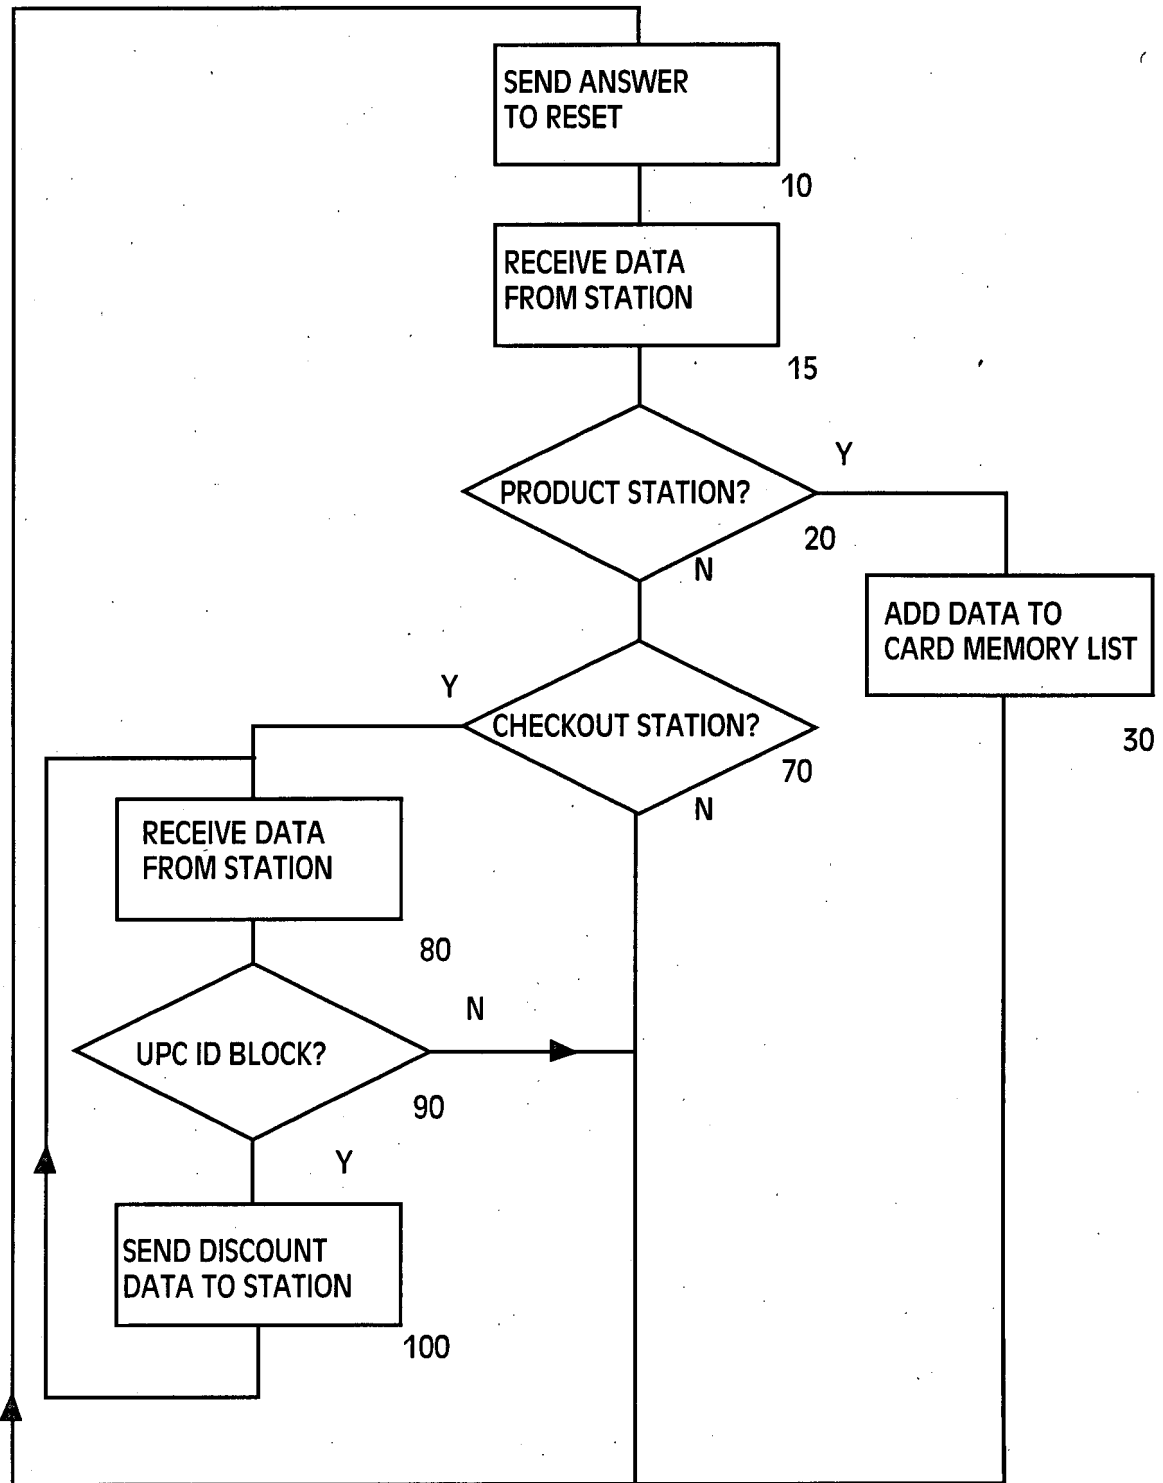 SEND ANSWER
TO RESET
10
RECEIVE DATA
FROM STATION
15
Y
PRODUCT STATION?
20
N
ADD DATA TO
CARD MEMORY LIST
30
Y
CHECKOUT STATION?
70
N
RECEIVE DATA
FROM STATION
80
N
UPC ID BLOCK?
90
Y
SEND DISCOUNT
DATA TO STATION
100